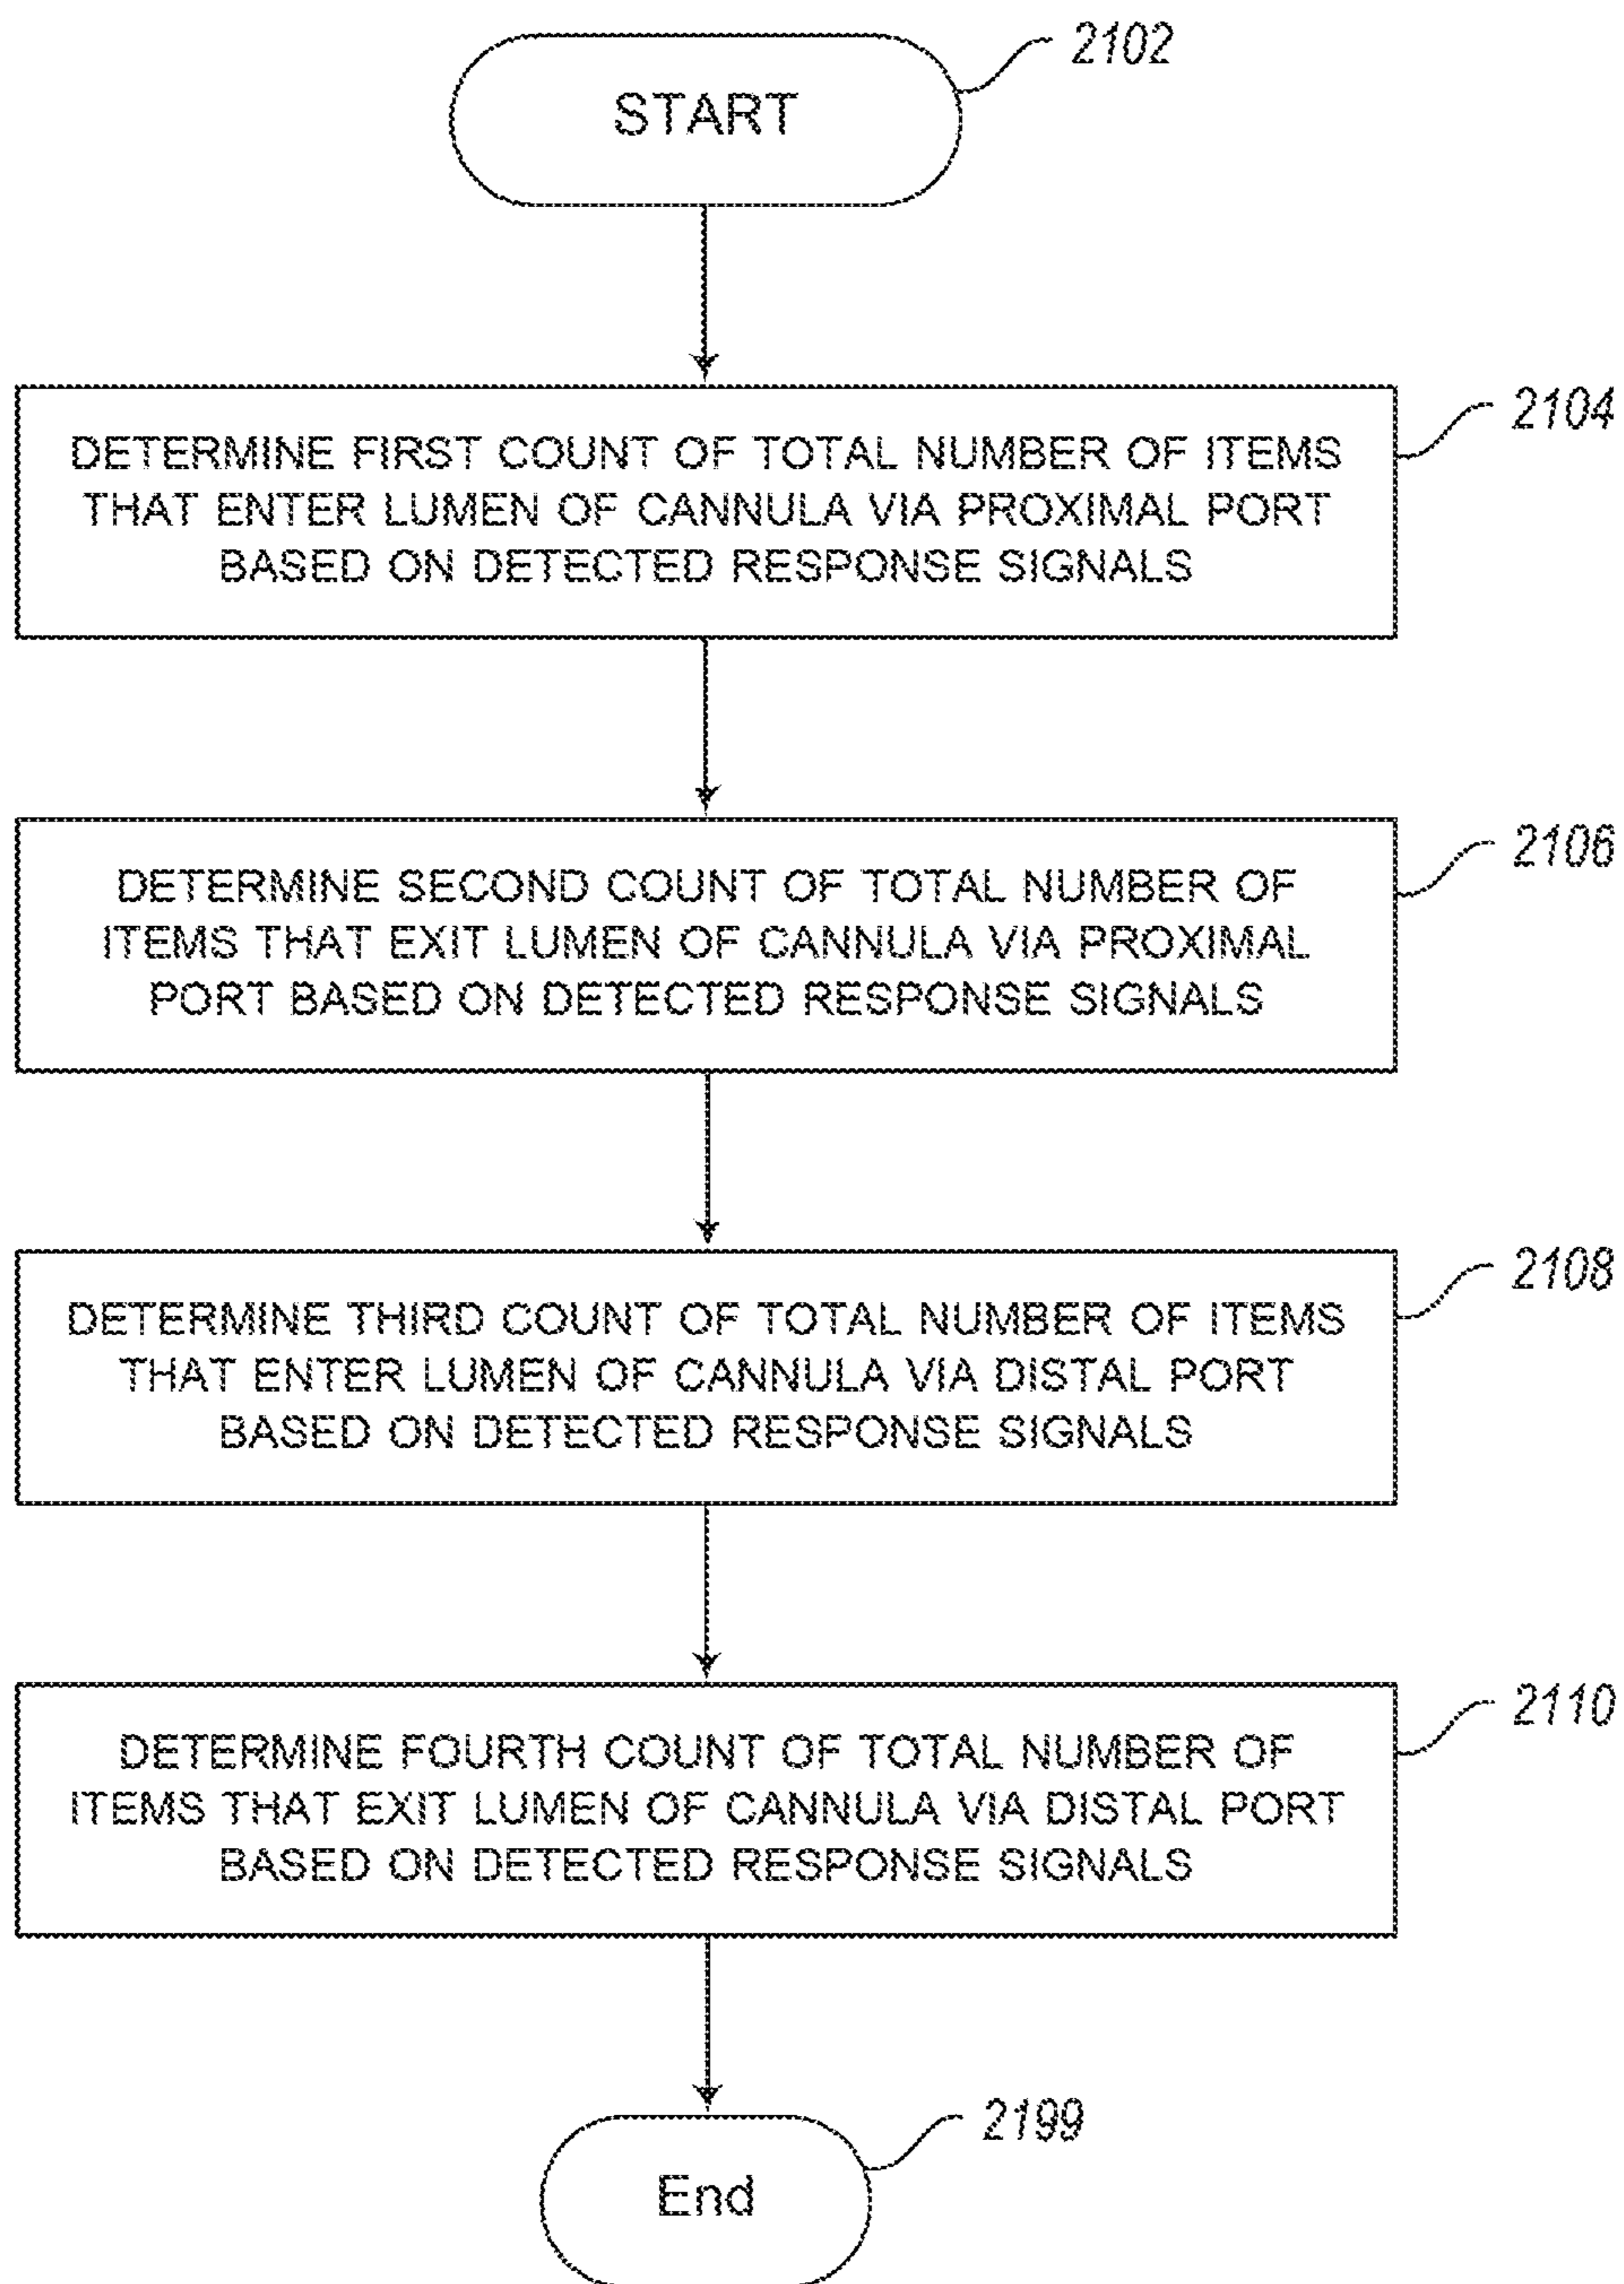 2102
START
2104
DETERMINE FIRST COUNT OF TOTAL NUMBER OF ITEMS
THAT ENTER LUMEN OF CANNULA VIA PROXIMAL PORT
BASED ON DETECTED RESPONSE SIGNALS
2106
DETERMINE SECOND COUNT OF TOTAL NUMBER OF
ITEMS THAT EXIT LUMEN OF CANNULA VIA PROXIMAL
PORT BASED ON DETECTED RESPONSE SIGNALS
2108
DETERMINE THIRD COUNT OF TOTAL NUMBER OF ITEMS
THAT ENTER LUMEN OF CANNULA VIA DISTAL PORT
BASED ON DETECTED RESPONSE SIGNALS
2110
DETERMINE FOURTH COUNT OF TOTAL NUMBER OF
ITEMS THAT EXIT LUMEN OF CANNULA VIA DISTAL PORT
BASED ON DETECTED RESPONSE SIGNALS
2199
End